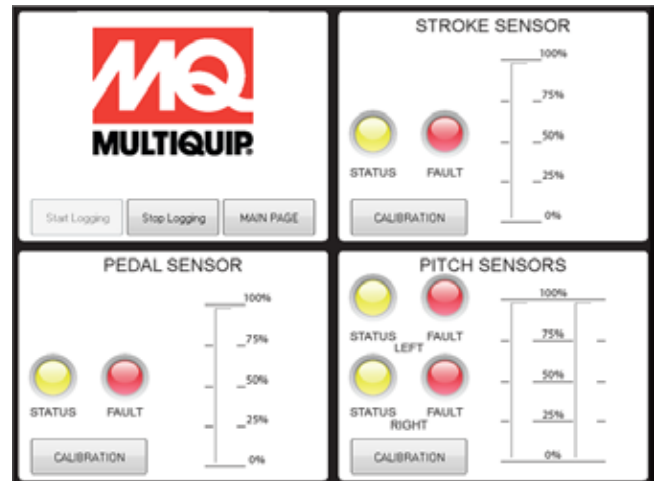 MQ
MULTIQUIP
Start Logging Stop Logging MAIN PAGE
STROKE SENSOR
100%
75%
STATUS FAULT
50%
25%
CALIBRATION
0%
PEDAL SENSOR
100%
75%
50%
STATUS FAULT
25%
CALIBRATION
0%
PITCH SENSORS
100%
STATUS FAULT
75%
LEFT
50%
STATUS FAULT
25%
RIGHT
CALIBRATION
0%